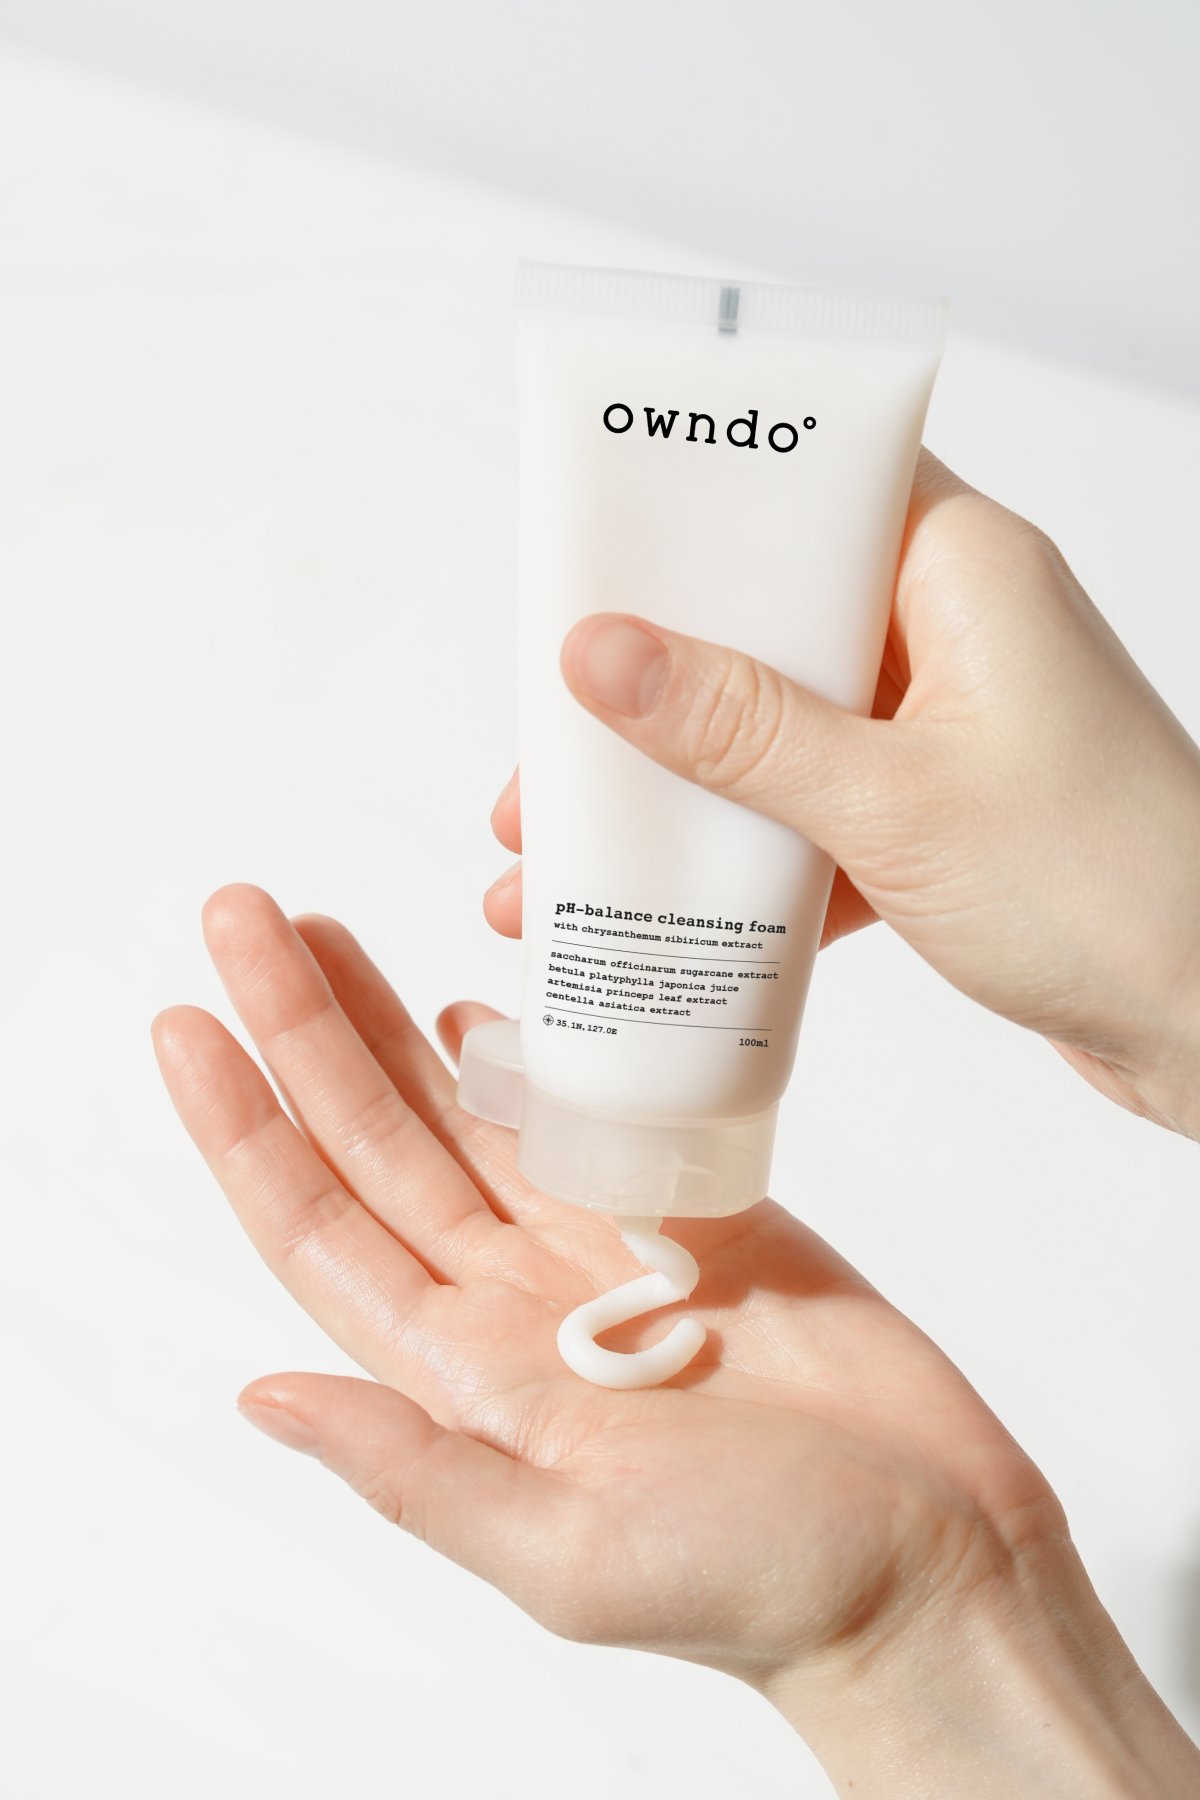 owndo°
pH-balance cleansing foam
with chrysanthemum sibiricum extract
saccharum officinarum sugarcane extract
betula platyphylla japonica juice
artemisia princeps leaf extract
centella asiatica extract
35.1N, 127.0E
100ml